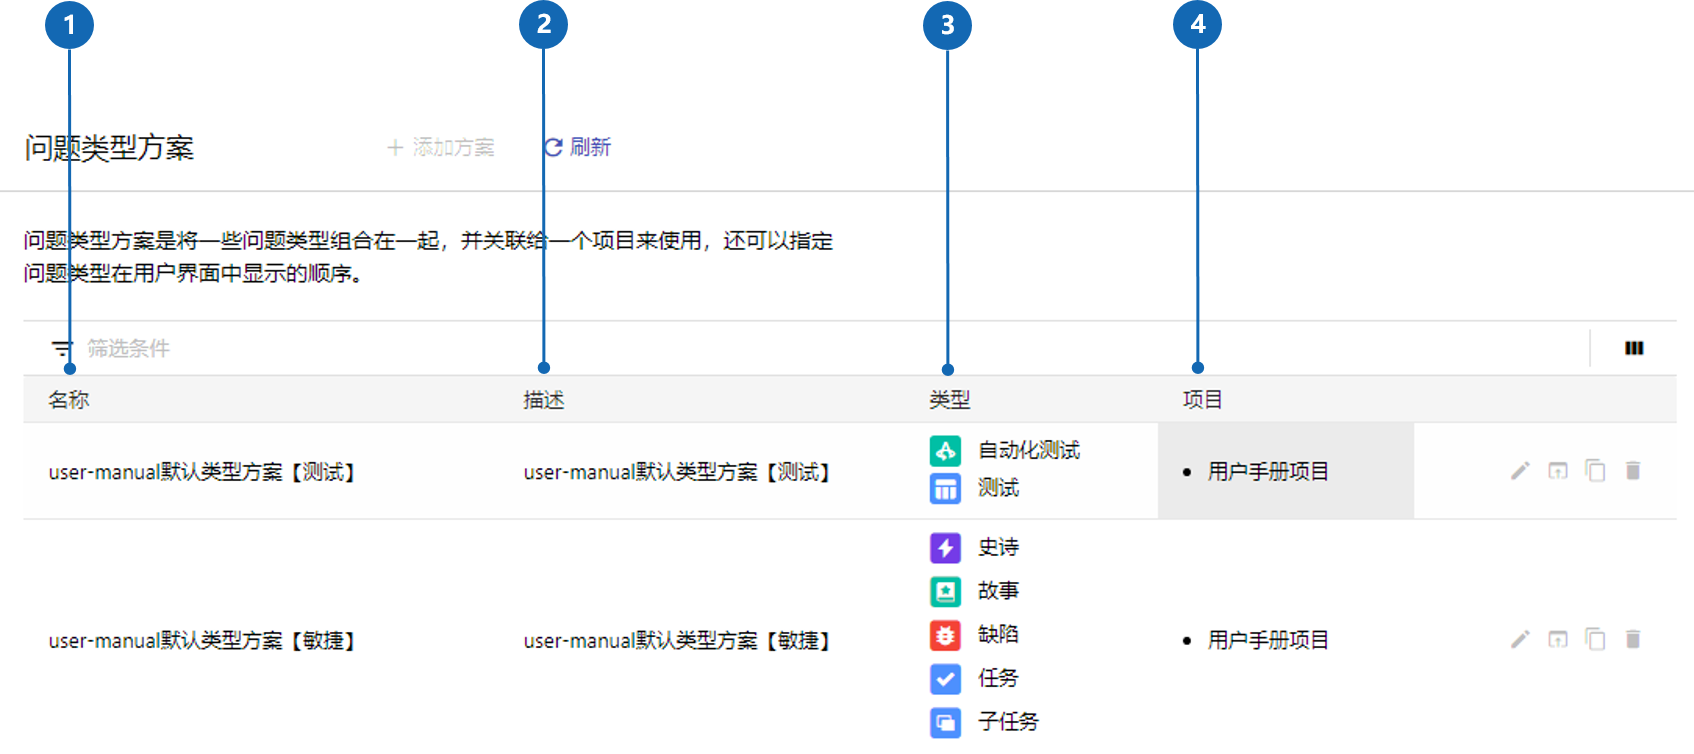 1 2 3 4
问题类型方案 添加方案 刷新
问题类型方案是将一些问题类型组合在一起，并关联给一个项目来使用，还可以指定
问题类型在用户界面中显示的顺序。
筛选条件
名称 描述 类型 项目
user-manual默认类型方案【测试】 user-manual默认类型方案【测试】 自动化测试 • 用户手册项目
测试
史诗
故事
user-manual默认类型方案【敏捷】 user-manual默认类型方案【敏捷】 缺陷 • 用户手册项目
任务
子任务